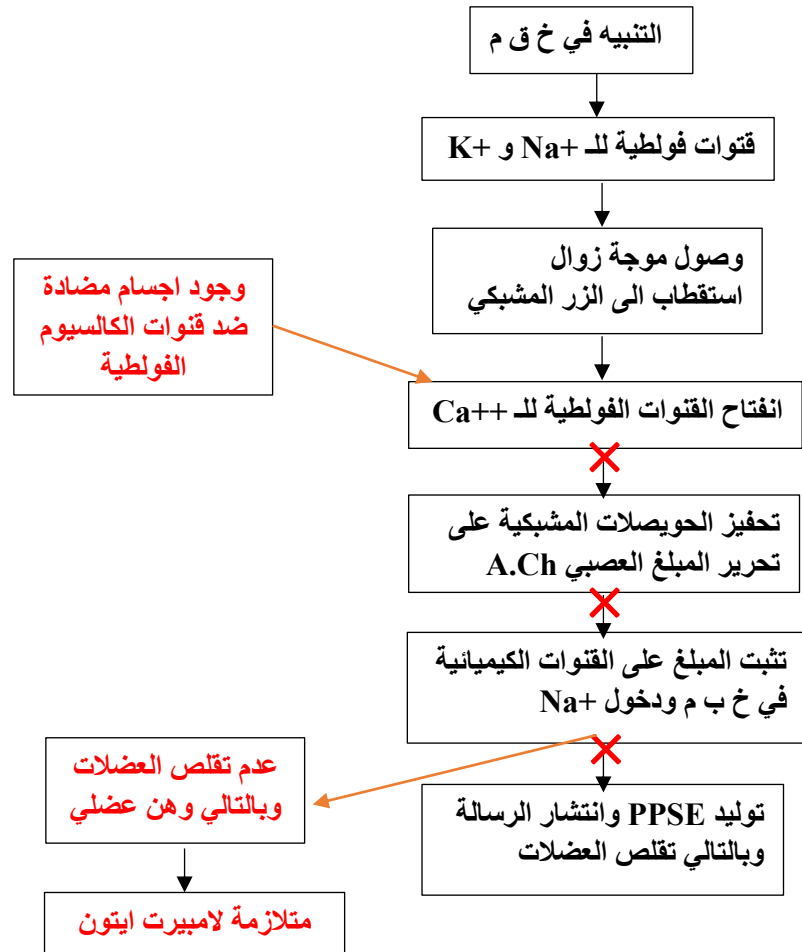 التنبيه في خ ق م
قتوات فولطية للـ Na+ و K+
وصول موجة زوال
استقطاب الى الزر المشبكي
وجود اجسام مضادة
ضد قنوات الكالسيوم
الفولطية
انفتاح القنوات الفولطية للـ Ca++
تحفيز الحويصلات المشبكية على
تحرير المبلغ العصبي A.Ch
تثبت المبلغ على القنوات الكيميائية
في خ ب م ودخول Na+
عدم تقلص العضلات
وبالتالي وهن عضلي
توليد PPSE وانتشار الرسالة
وبالتالي تقلص العضلات
متلازمة لامبيرت ايتون